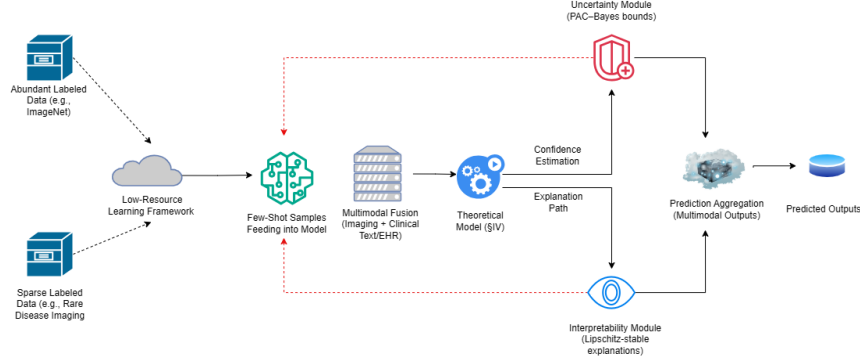 Uncertainty Module
(PAC–Bayes bounds)
Abundant Labeled
Data (e.g.,
ImageNet)
Low-Resource
Learning Framework
Few-Shot Samples
Feeding into Model
Multimodal Fusion
(Imaging + Clinical
Text/EHR)
Theoretical
Model (§IV)
Confidence
Estimation
Explanation
Path
Prediction Aggregation
(Multimodal Outputs)
Predicted Outputs
Sparse Labeled
Data (e.g., Rare
Disease Imaging
Interpretability Module
(Lipschitz-stable
explanations)